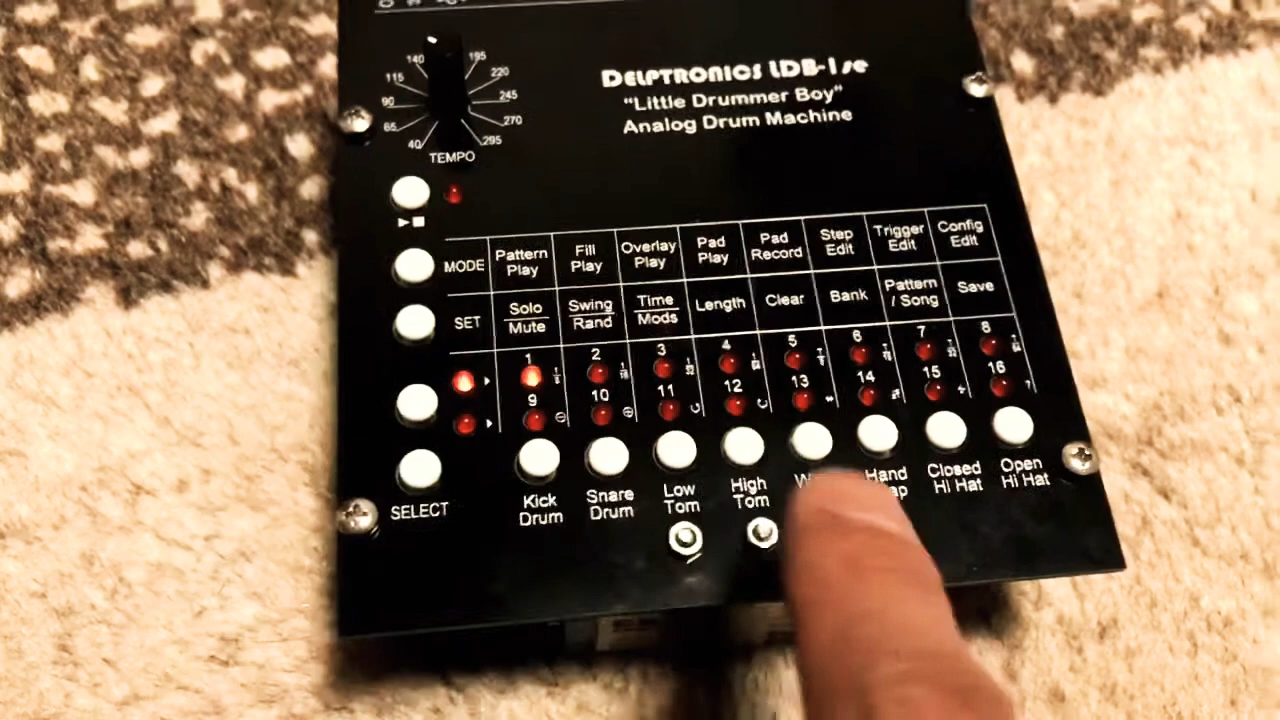 140 195
115 220
90 245
65 270
40 295
TEMPO
DELPTRONICS LDB-1se
"Little Drummer Boy"
Analog Drum Machine
MODE
Pattern
Play
Fill
Play
Overlay
Play
Pad
Play
Pad
Record
Step
Edit
Trigger
Edit
Config
Edit
SET
Solo
Mute
Swing
Rand
Time
Mods
Length
Clear
Bank
Pattern
/ Song
Save
1 2 3 4 5 6 7 8
9 10 11 12 13 14 15 16
SELECT
Kick
Drum
Snare
Drum
Low
Tom
High
Tom
Hand
Closed
Hi Hat
Open
Hi Hat